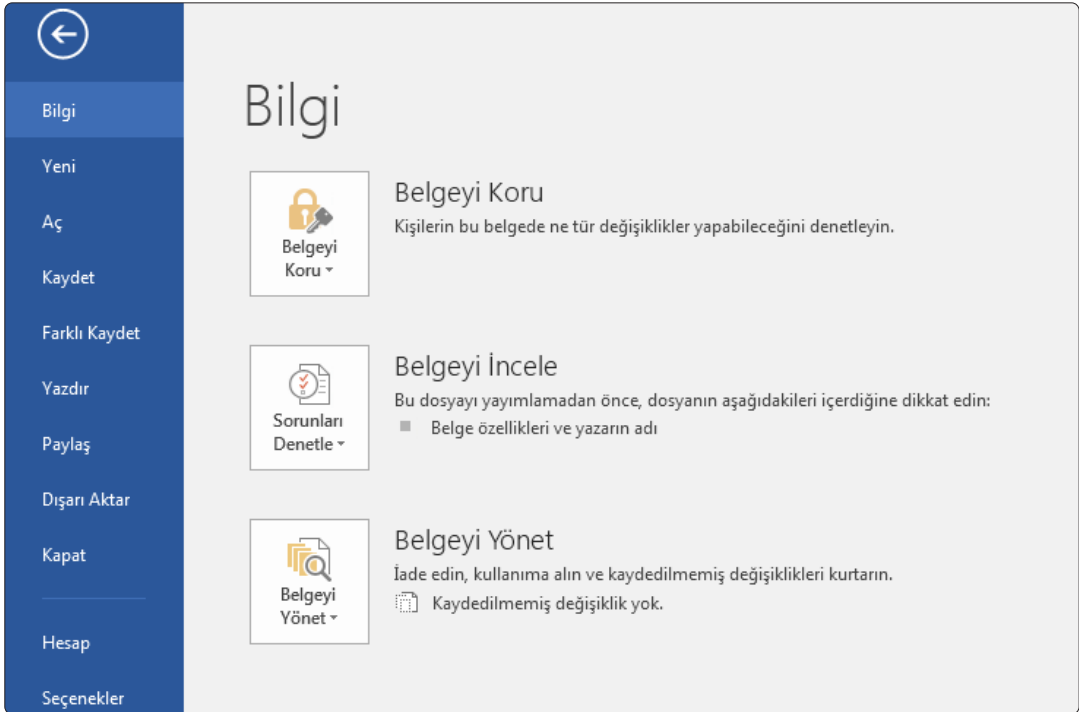 Bilgi
Yeni
Aç
Kaydet
Farklı Kaydet
Yazdır
Paylaş
Dışarı Aktar
Kapat
Hesap
Seçenekler
Bilgi
Belgeyi
Koru
Belgeyi Koru
Kişilerin bu belgede ne tür değişiklikler yapabileceğini denetleyin.
Sorunları
Denetle
Belgeyi İncele
Bu dosyayı yayımlamadan önce, dosyanın aşağıdakileri içerdiğine dikkat edin:
Belge özellikleri ve yazarın adı
Belgeyi
Yönet
Belgeyi Yönet
İade edin, kullanıma alın ve kaydedilmemiş değişiklikleri kurtarın.
Kaydedilmemiş değişiklik yok.